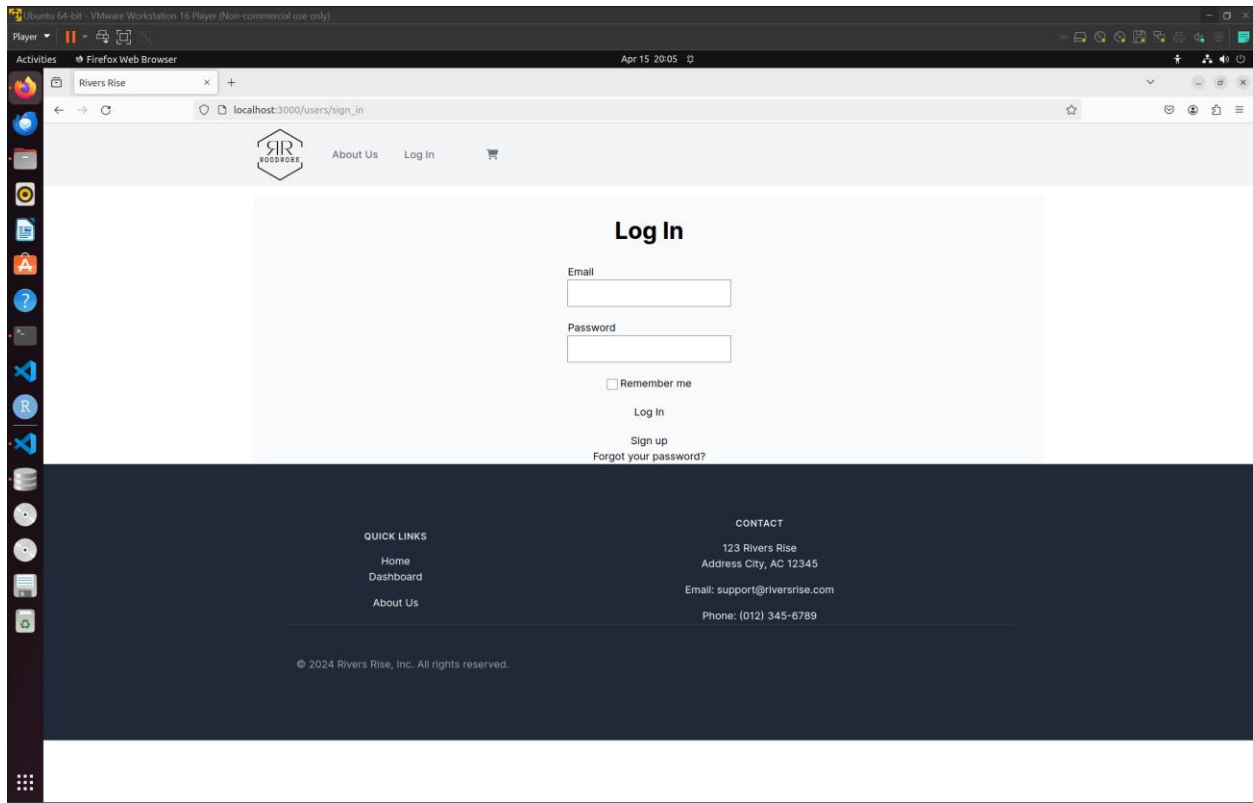 Ubuntu 64-bit - VMware Workstation 16 Player (Non-commercial use only)
Player
Activities Firefox Web Browser Apr 15 20:05
Rivers Rise
localhost:3000/users/sign_in
RR
WOODWORK
About Us Log In
Log In
Email
Password
Remember me
Log In
Sign up
Forgot your password?
QUICK LINKS
Home
Dashboard
About Us
CONTACT
123 Rivers Rise
Address City, AC 12345
Email: support@riversrise.com
Phone: (012) 345-6789
© 2024 Rivers Rise, Inc. All rights reserved.